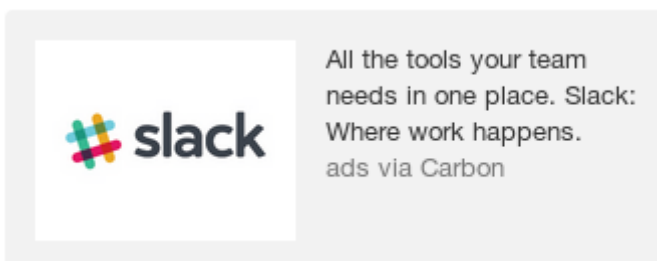 slack
All the tools your team
needs in one place. Slack:
Where work happens.
ads via Carbon